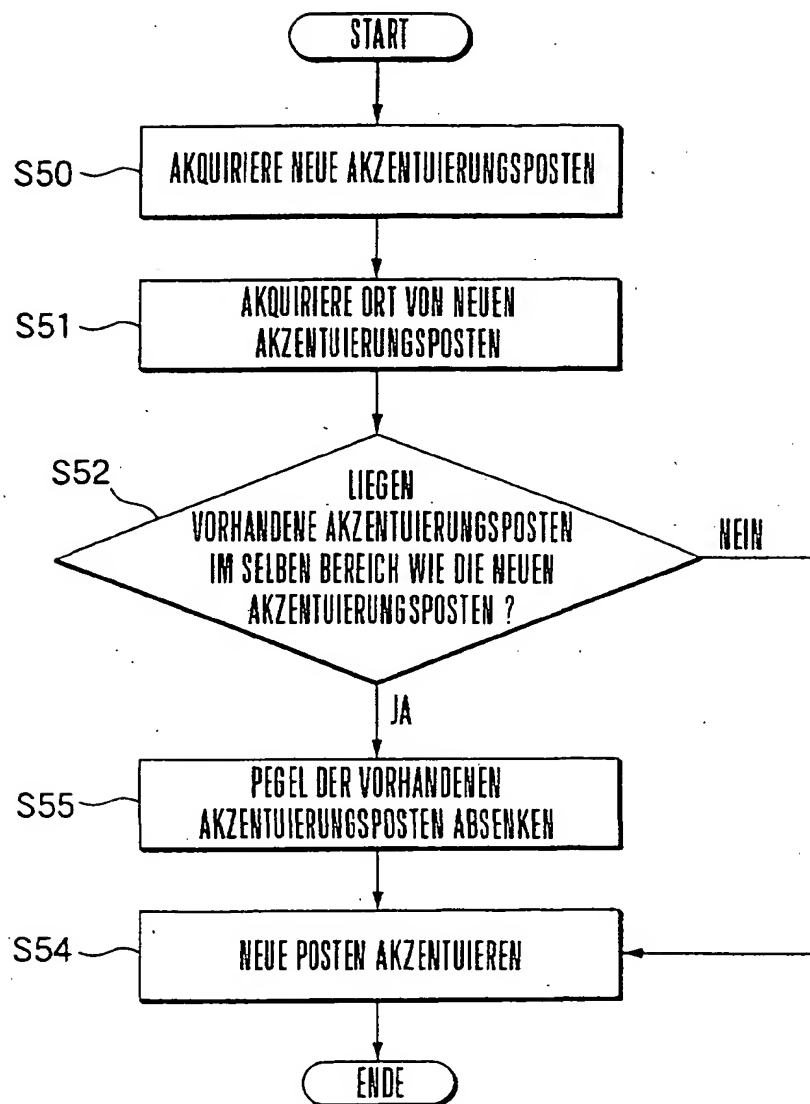 START
S50
AKQUIRIERE NEUE AKZENTUIERUNGSPOSTEN
S51
AKQUIRIERE ORT VON NEUEN
AKZENTUIERUNGSPOSTEN
S52
LIEGEN
VORHANDENE AKZENTUIERUNGSPOSTEN
IM SELBEN BEREICH WIE DIE NEUEN
AKZENTUIERUNGSPOSTEN ?
NEIN
JA
S55
PEGEL DER VORHANDENEN
AKZENTUIERUNGSPOSTEN ABSENKEN
S54
NEUE POSTEN AKZENTUIEREN
ENDE